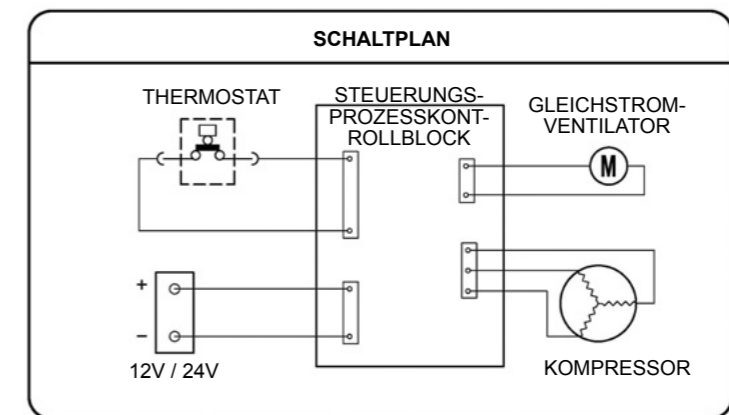 SCHALTPLAN
THERMOSTAT
STEUERUNGS-
PROZESSKONT-
ROLLBLOCK
GLEICHSTROM-
VENTILATOR
M
+
−
12V / 24V
KOMPRESSOR